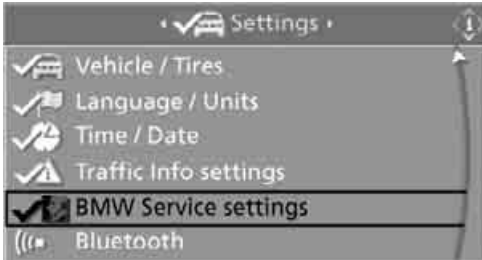 Settings
Vehicle / Tires
Language / Units
Time / Date
Traffic Info settings
BMW Service settings
Bluetooth